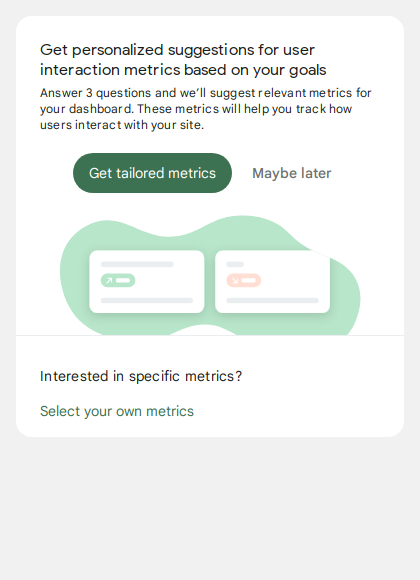 Get personalized suggestions for user
interaction metrics based on your goals
Answer 3 questions and we’ll suggest relevant metrics for
your dashboard. These metrics will help you track how
users interact with your site.
Get tailored metrics
Maybe later
Interested in specific metrics?
Select your own metrics